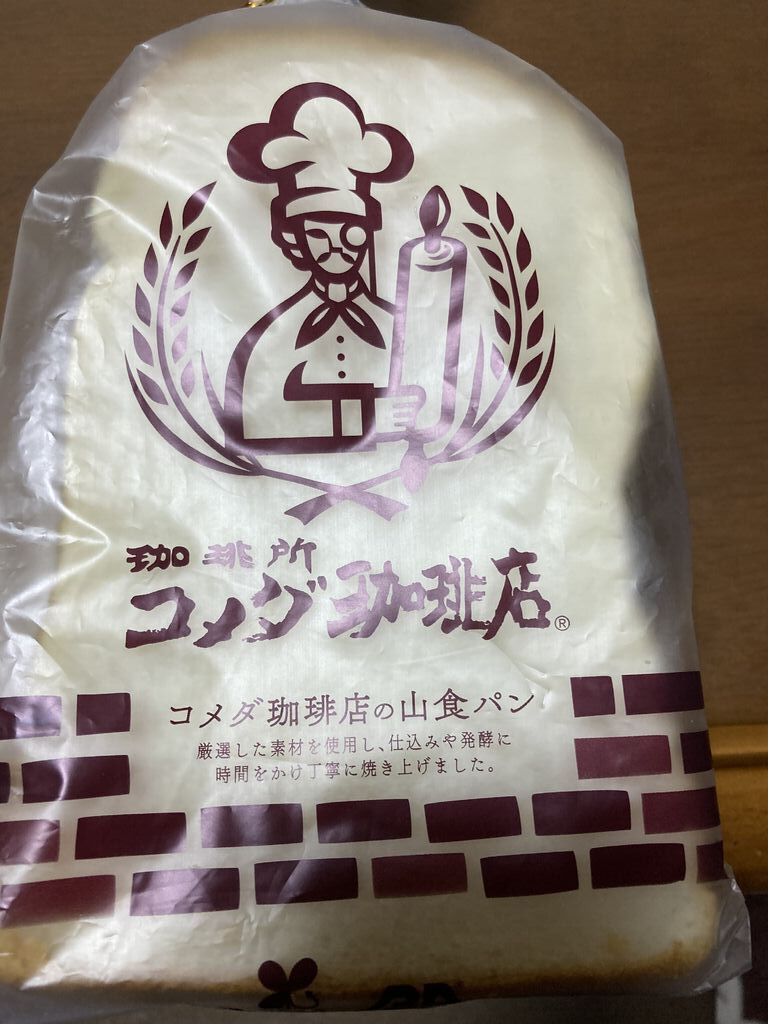 珈琲所
コメダ珈琲店®
コメダ珈琲店の山食パン
厳選した素材を使用し、仕込みや発酵に
時間をかけ丁寧に焼き上げました。